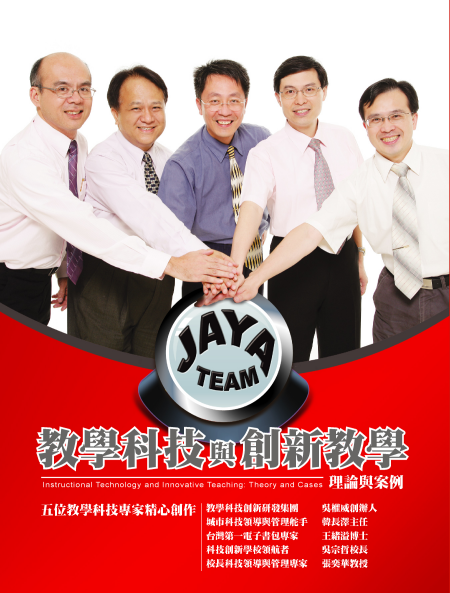 JAYA
TEAM
教學科技與創新教學
Instructional Technology and Innovative Teaching: Theory and Cases 理論與案例
五位教學科技專家精心創作
教學科技創新研發集團 吳權威創辦人
城市科技領導與管理舵手 韓長澤主任
台灣第一電子書包專家 王緒溢博士
科技創新學校領航者 吳宗哲校長
校長科技領導與管理專家 張奕華教授